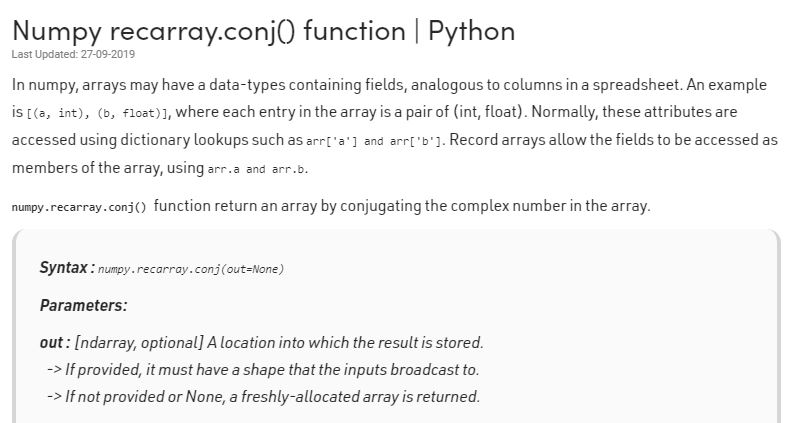 Numpy recarray.conj() function | Python
Last Updated: 27-09-2019
In numpy, arrays may have a data-types containing fields, analogous to columns in a spreadsheet. An example
is [(a, int), (b, float)], where each entry in the array is a pair of (int, float). Normally, these attributes are
accessed using dictionary lookups such as arr['a'] and arr['b']. Record arrays allow the fields to be accessed as
members of the array, using arr.a and arr.b.
numpy.recarray.conj() function return an array by conjugating the complex number in the array.
Syntax : numpy.recarray.conj(out=None)
Parameters:
out : [ndarray, optional] A location into which the result is stored.
-> If provided, it must have a shape that the inputs broadcast to.
-> If not provided or None, a freshly-allocated array is returned.